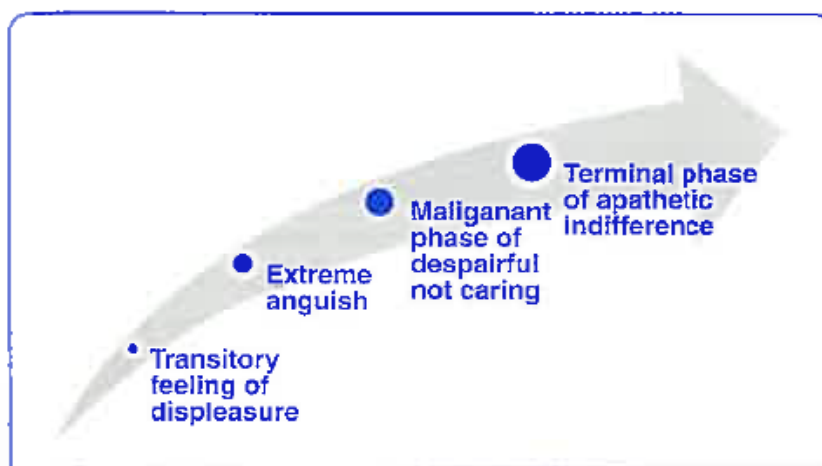 Transitory
feeling of
displeasure
Extreme
anguish
Maliganant
phase of
despairful
not caring
Terminal phase
of apathetic
indifference